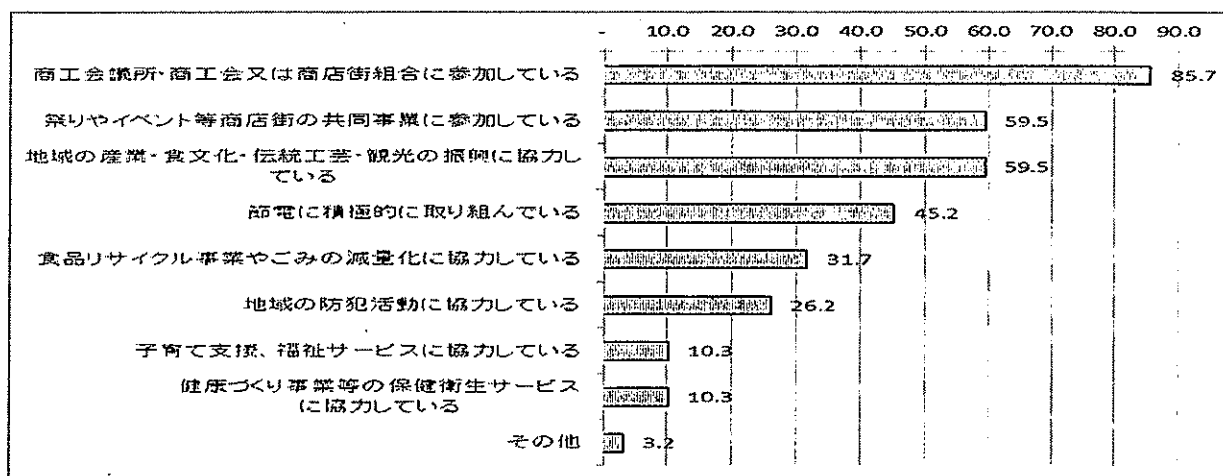 - 10.0 20.0 30.0 40.0 50.0 60.0 70.0 80.0 90.0
商工会議所・商工会又は商店街組合に参加している 85.7
祭りやイベント等商店街の共同事業に参加している 59.5
地域の産業・食文化・伝統工芸・観光の振興に協力し
ている 59.5
節電に積極的に取り組んでいる 45.2
食品リサイクル事業やごみの減量化に協力している 31.7
地域の防犯活動に協力している 26.2
子育て支援、福祉サービスに協力している 10.3
健康づくり事業等の保健衛生サービス
に協力している 10.3
その他 3.2